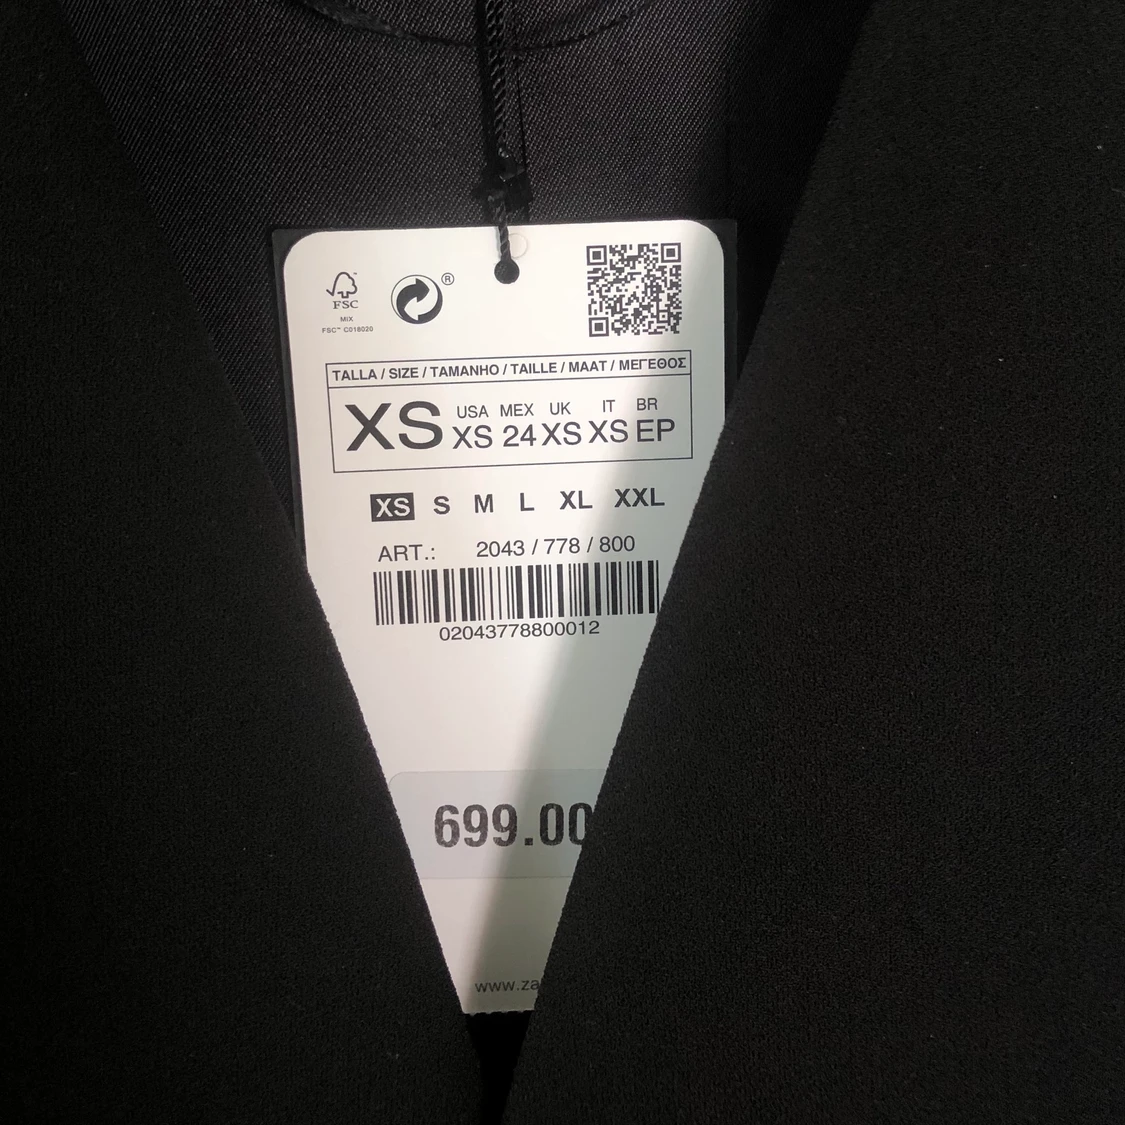 FSC
MIX
FSC™ C018020
®
TALLA / SIZE / TAMANHO / TAILLE / MAAT / ΜΕΓΕΘΟΣ
XS
USA MEX UK IT BR
XS 24 XS XS EP
XS S M L XL XXL
ART.: 2043 / 778 / 800
02043778800012
699.00
www.za